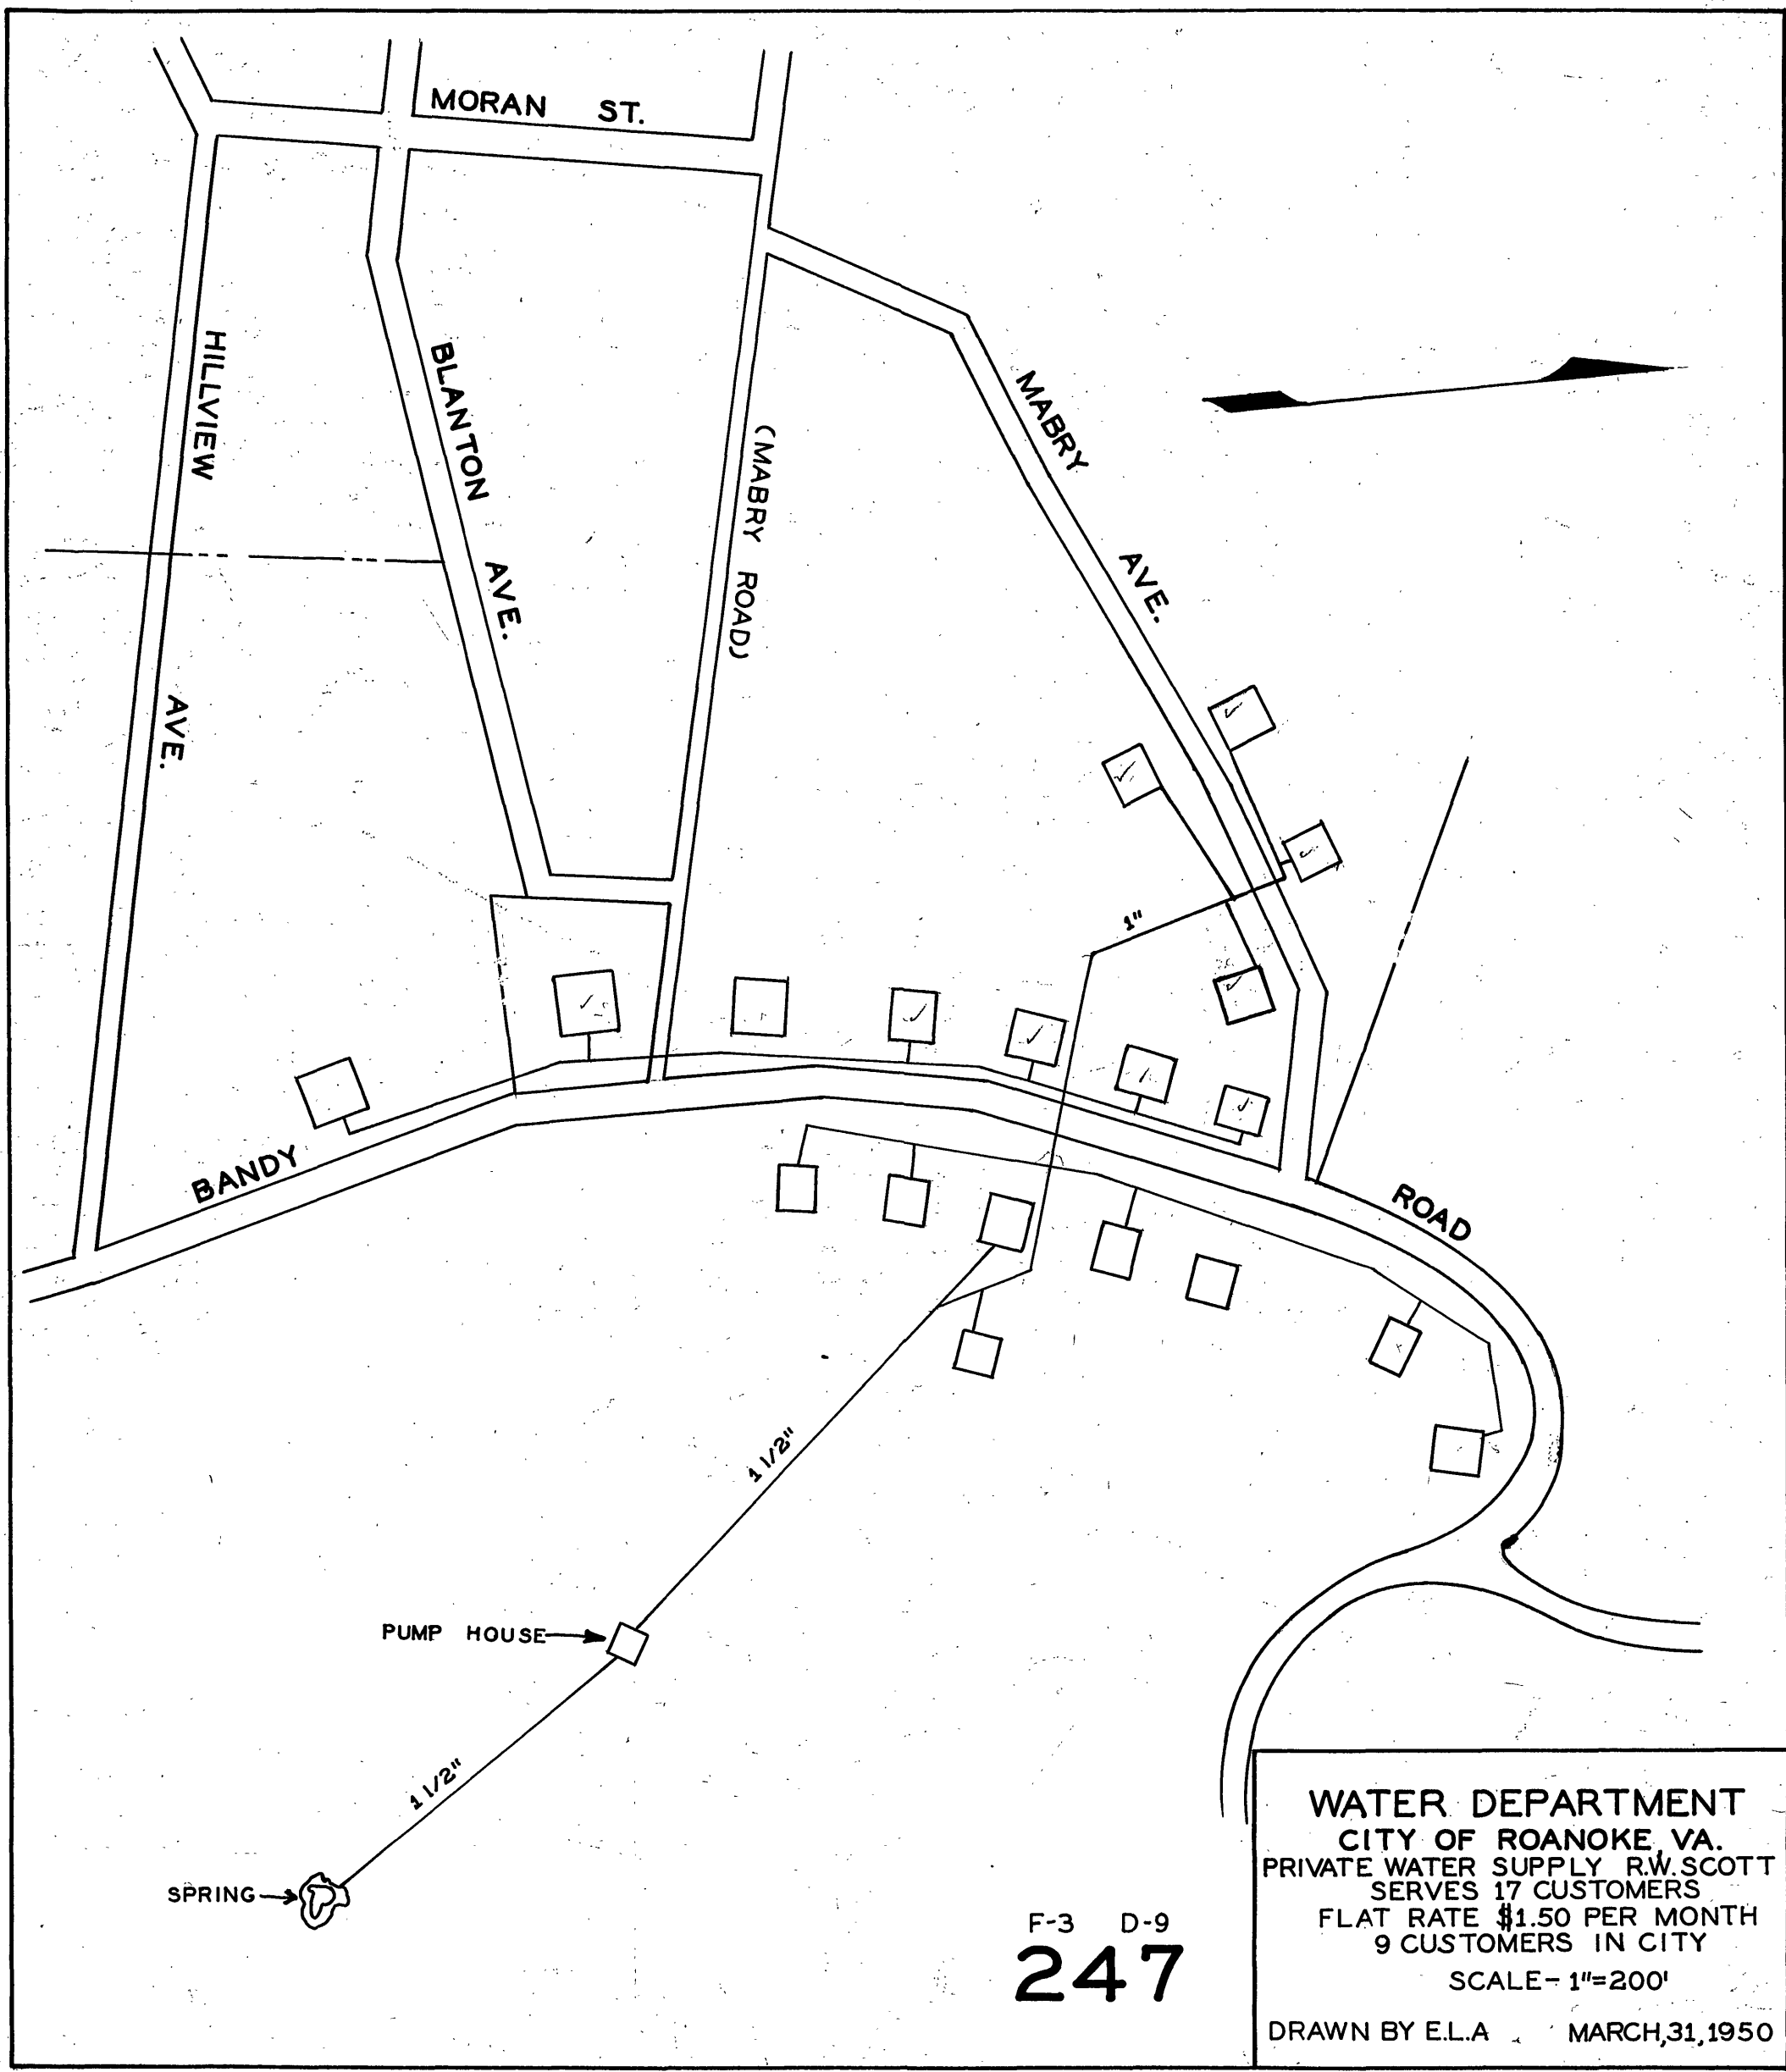 MORAN ST.
HILLVIEW AVE.
BLANTON AVE.
(MABRY ROAD)
MABRY AVE.
1"
BANDY ROAD
1 1/2"
PUMP HOUSE
1 1/2"
SPRING
F-3 D-9
247
WATER DEPARTMENT
CITY OF ROANOKE, VA.
PRIVATE WATER SUPPLY R.W. SCOTT
SERVES 17 CUSTOMERS
FLAT RATE $1.50 PER MONTH
9 CUSTOMERS IN CITY
SCALE - 1"=200'
DRAWN BY E.L.A MARCH, 31, 1950